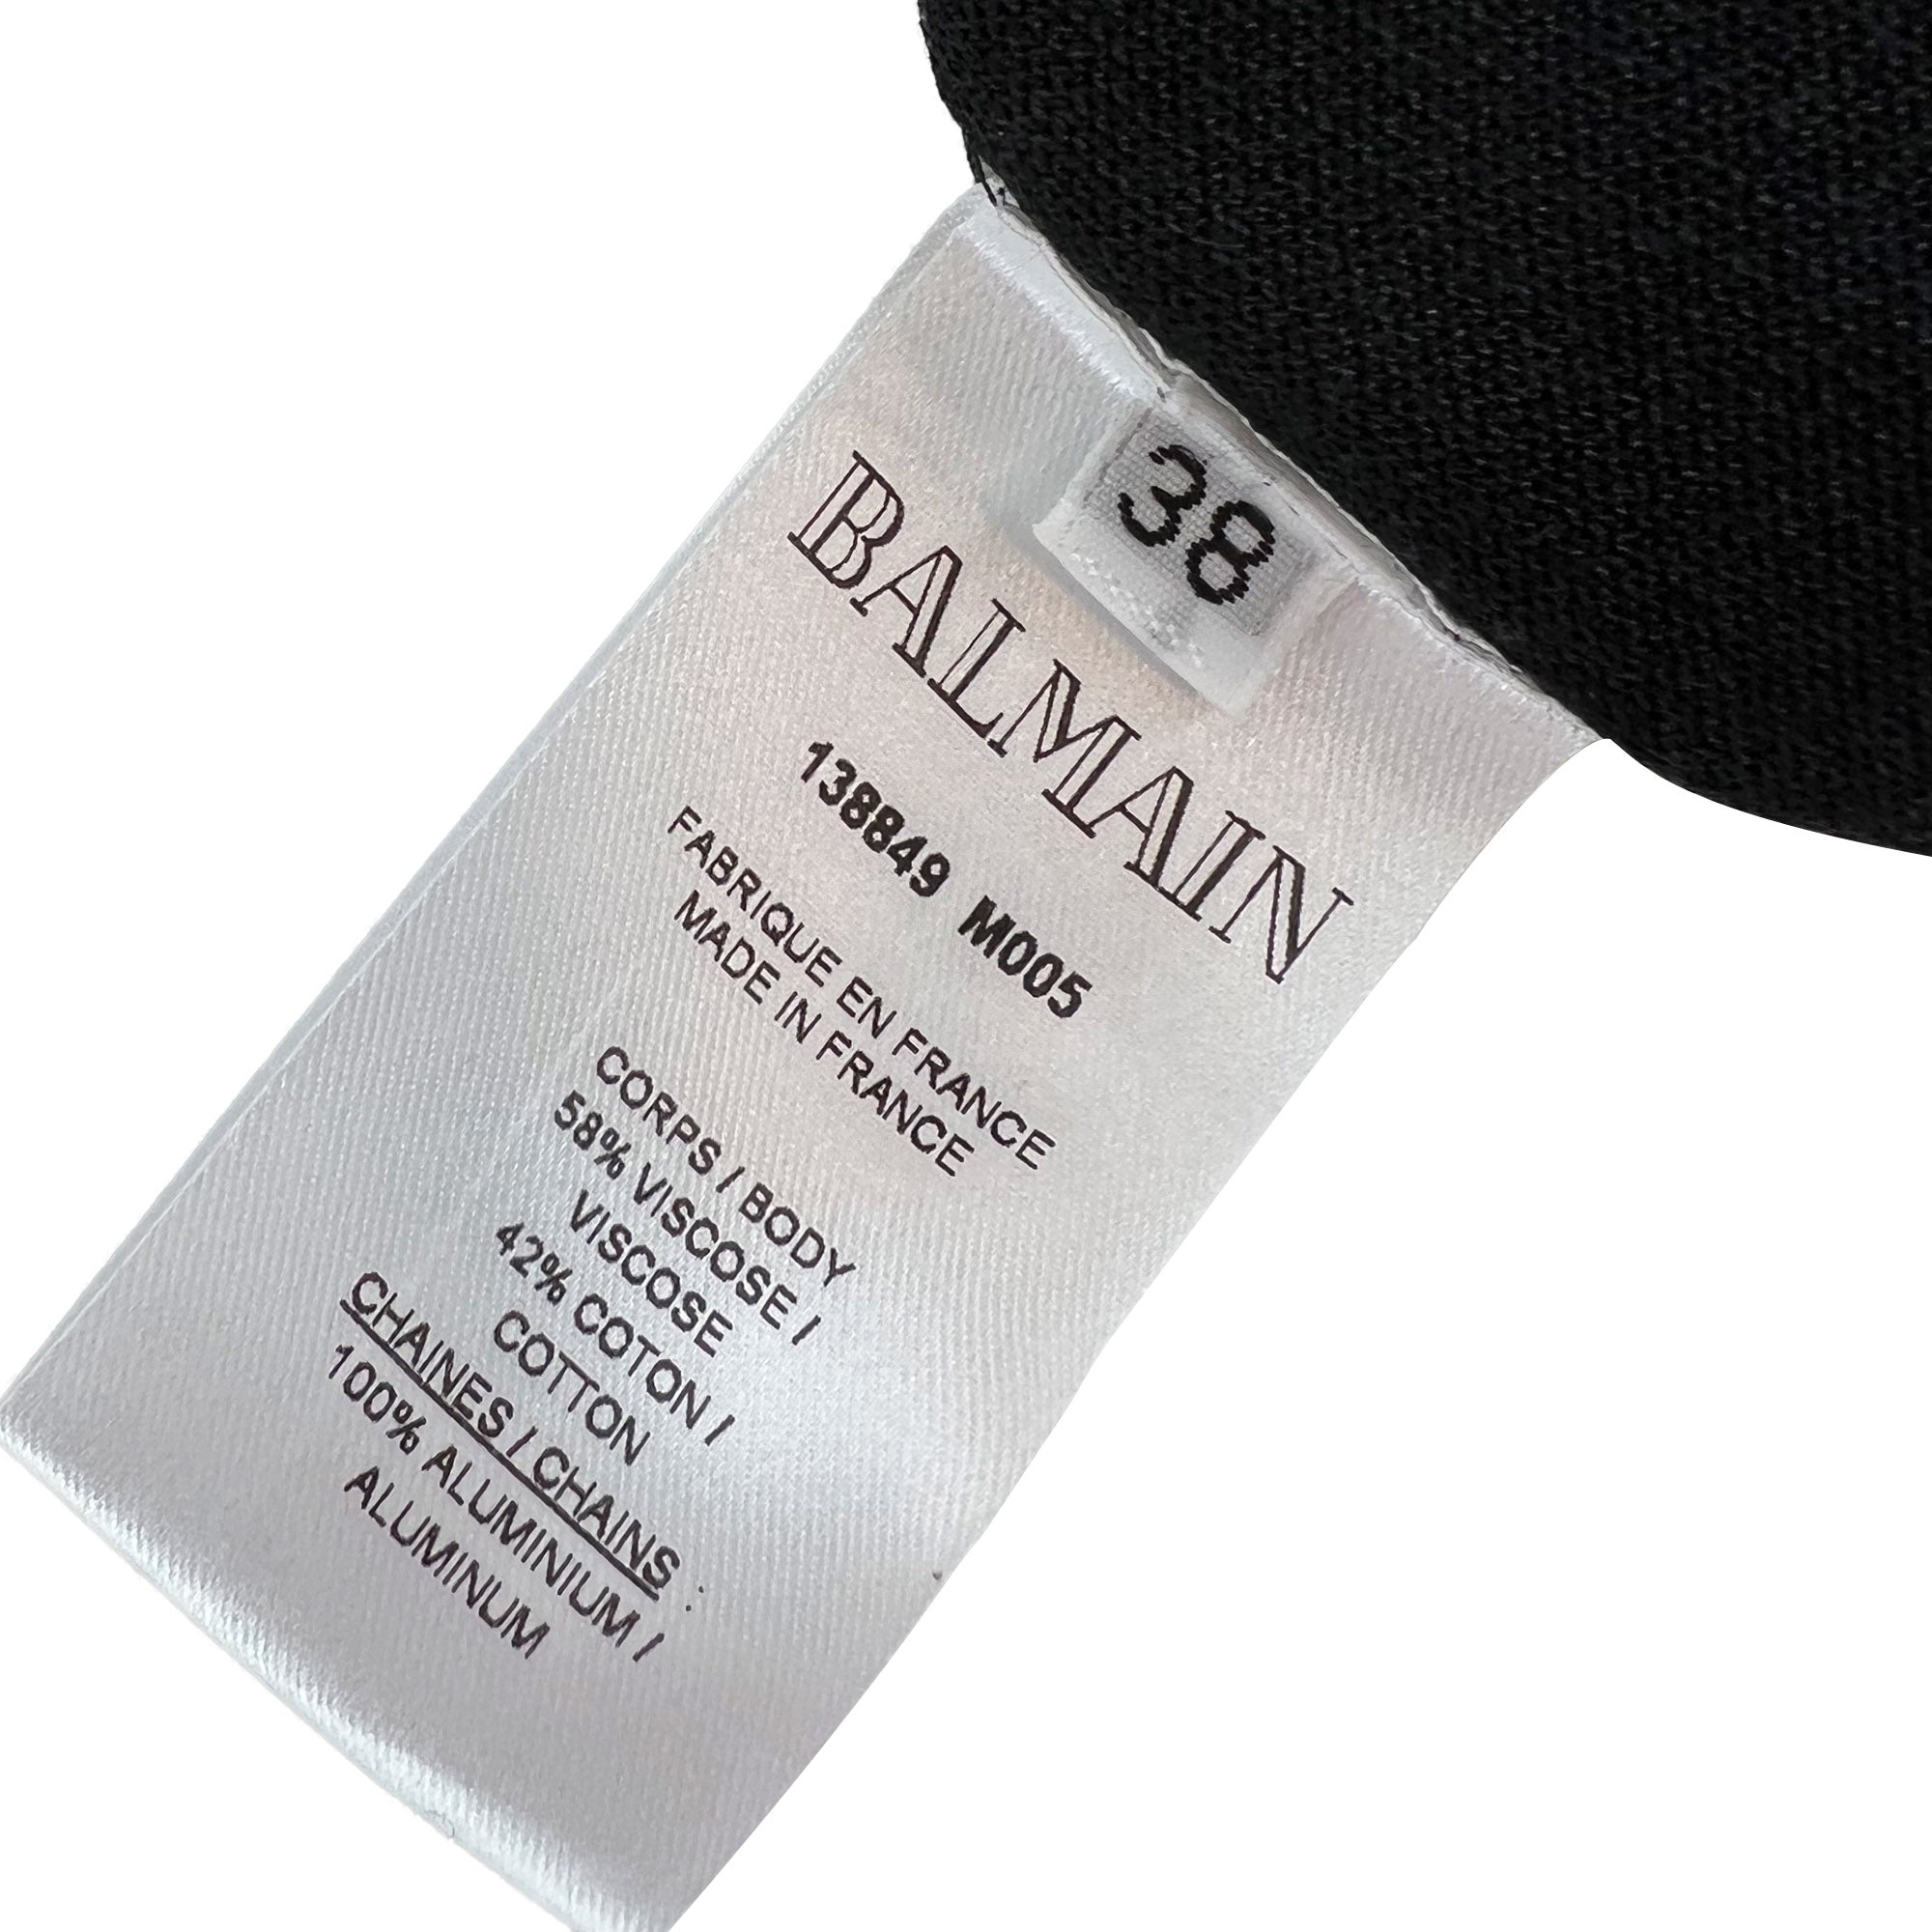 38
BALMAIN
138849 M005
FABRIQUE EN FRANCE
MADE IN FRANCE
CORPS / BODY
58% VISCOSE /
VISCOSE
42% COTON /
COTTON
CHAINES / CHAINS :
100% ALUMINIUM /
ALUMINUM